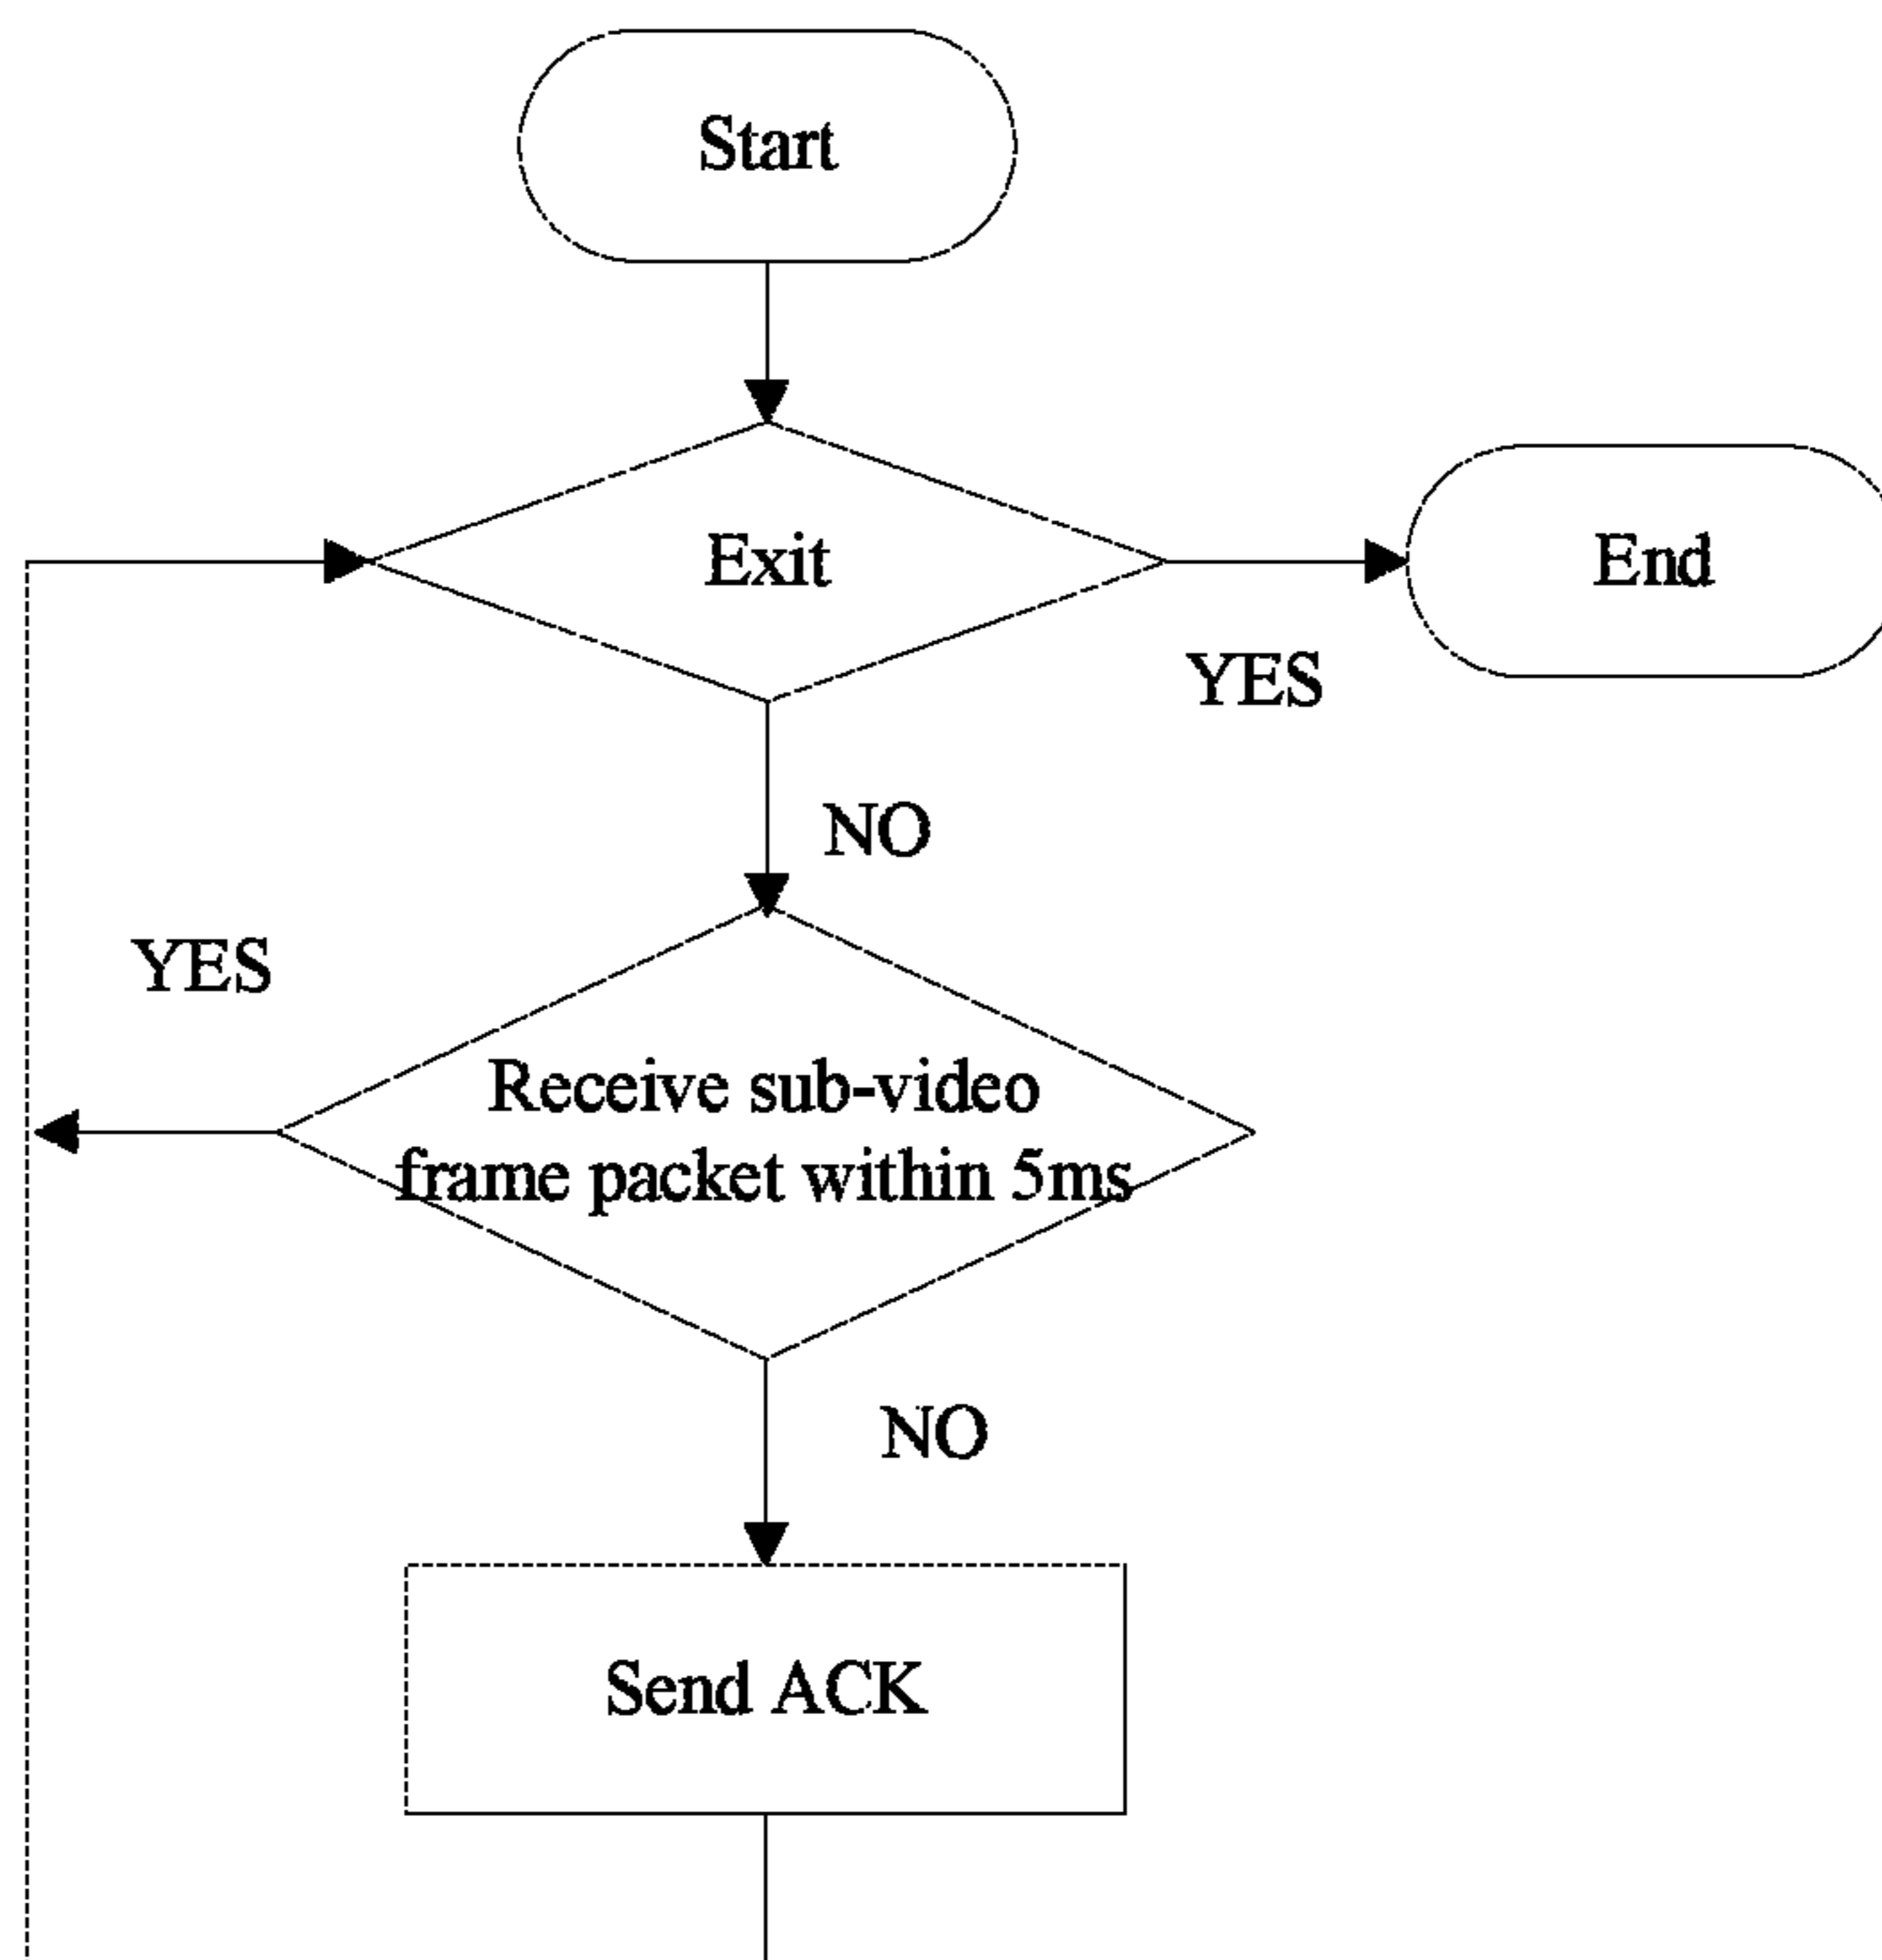 Start
Exit
End
YES
NO
YES
Receive sub-video
frame packet within 5ms
NO
Send ACK